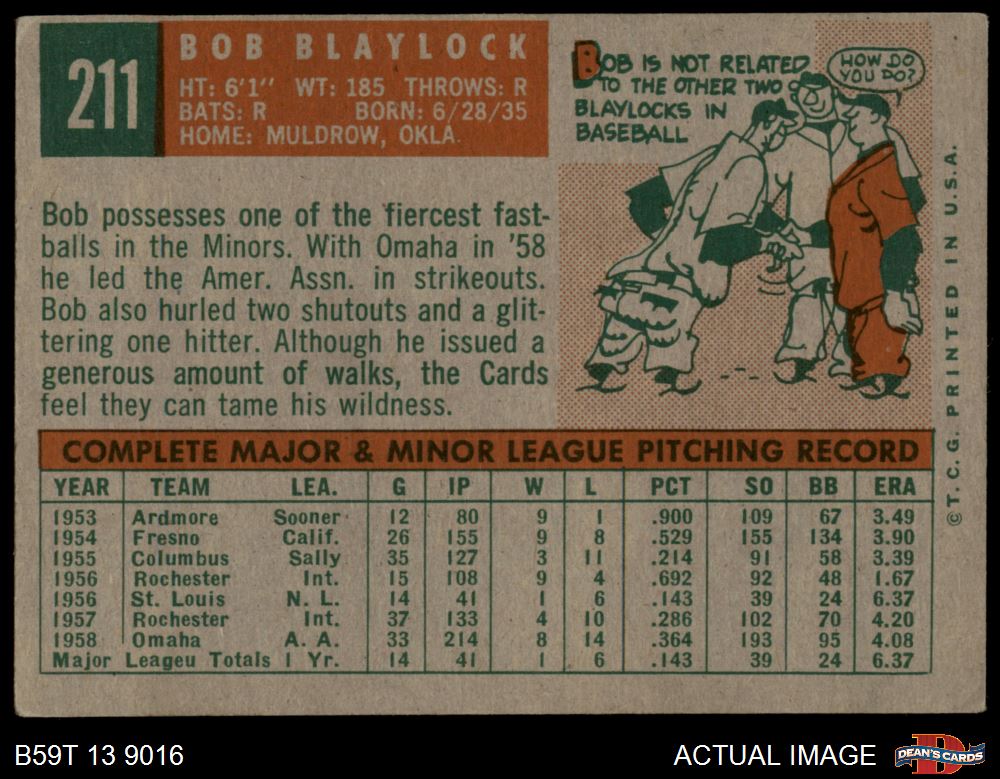 211
BOB BLAYLOCK
HT: 6'1" WT: 185 THROWS: R
BATS: R BORN: 6/28/35
HOME: MULDROW, OKLA.
BOB IS NOT RELATED
TO THE OTHER TWO
BLAYLOCKS IN
BASEBALL
HOW DO
YOU DO?
Bob possesses one of the fiercest fast-
balls in the Minors. With Omaha in '58
he led the Amer. Assn. in strikeouts.
Bob also hurled two shutouts and a glit-
tering one hitter. Although he issued a
generous amount of walks, the Cards
feel they can tame his wildness.
COMPLETE MAJOR & MINOR LEAGUE PITCHING RECORD
YEAR TEAM LEA. G IP W L PCT SO BB ERA
1953 Ardmore Sooner 12 80 9 1 .900 109 67 3.49
1954 Fresno Calif. 26 155 9 8 .529 155 134 3.90
1955 Columbus Sally 35 127 3 11 .214 91 58 3.39
1956 Rochester Int. 15 108 9 4 .692 92 48 1.67
1956 St. Louis N. L. 14 41 1 6 .143 39 24 6.37
1957 Rochester Int. 37 133 4 10 .286 102 70 4.20
1958 Omaha A. A. 33 214 8 14 .364 193 95 4.08
Major Leageu Totals 1 Yr. 14 41 1 6 .143 39 24 6.37
© T. C. G. PRINTED IN U.S.A.
B59T 13 9016
ACTUAL IMAGE
D
DEAN'S CARDS